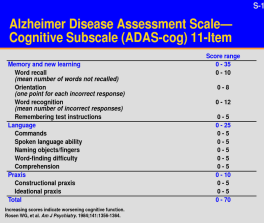 S-1
Alzheimer Disease Assessment Scale—
Cognitive Subscale (ADAS-cog) 11-Item
Score range
Memory and new learning 0 - 35
Word recall 0 - 10
(mean number of words not recalled)
Orientation 0 - 8
(one point for each incorrect response)
Word recognition 0 - 12
(mean number of incorrect responses)
Remembering test instructions 0 - 5
Language 0 - 25
Commands 0 - 5
Spoken language ability 0 - 5
Naming objects/fingers 0 - 5
Word-finding difficulty 0 - 5
Comprehension 0 - 5
Praxis 0 - 10
Constructional praxis 0 - 5
Ideational praxis 0 - 5
Total 0 - 70
Increasing scores indicate worsening cognitive function.
Rosen WG, et al. Am J Psychiatry. 1984;141:1356-1364.